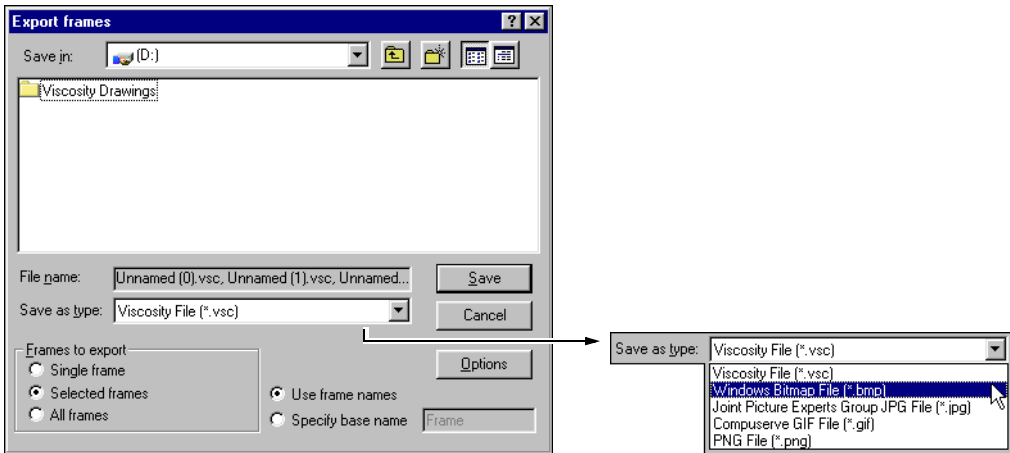 Export frames
Save in: (D:)
Viscosity Drawings
File name: Unnamed (0).vsc, Unnamed (1).vsc, Unnamed... Save
Save as type: Viscosity File (*.vsc) Cancel
Frames to export
Single frame
Selected frames
All frames
Options
Use frame names
Specify base name Frame
Save as type: Viscosity File (*.vsc)
Viscosity File (*.vsc)
Windows Bitmap File (*.bmp)
Joint Picture Experts Group JPG File (*.jpg)
Compuserve GIF File (*.gif)
PNG File (*.png)